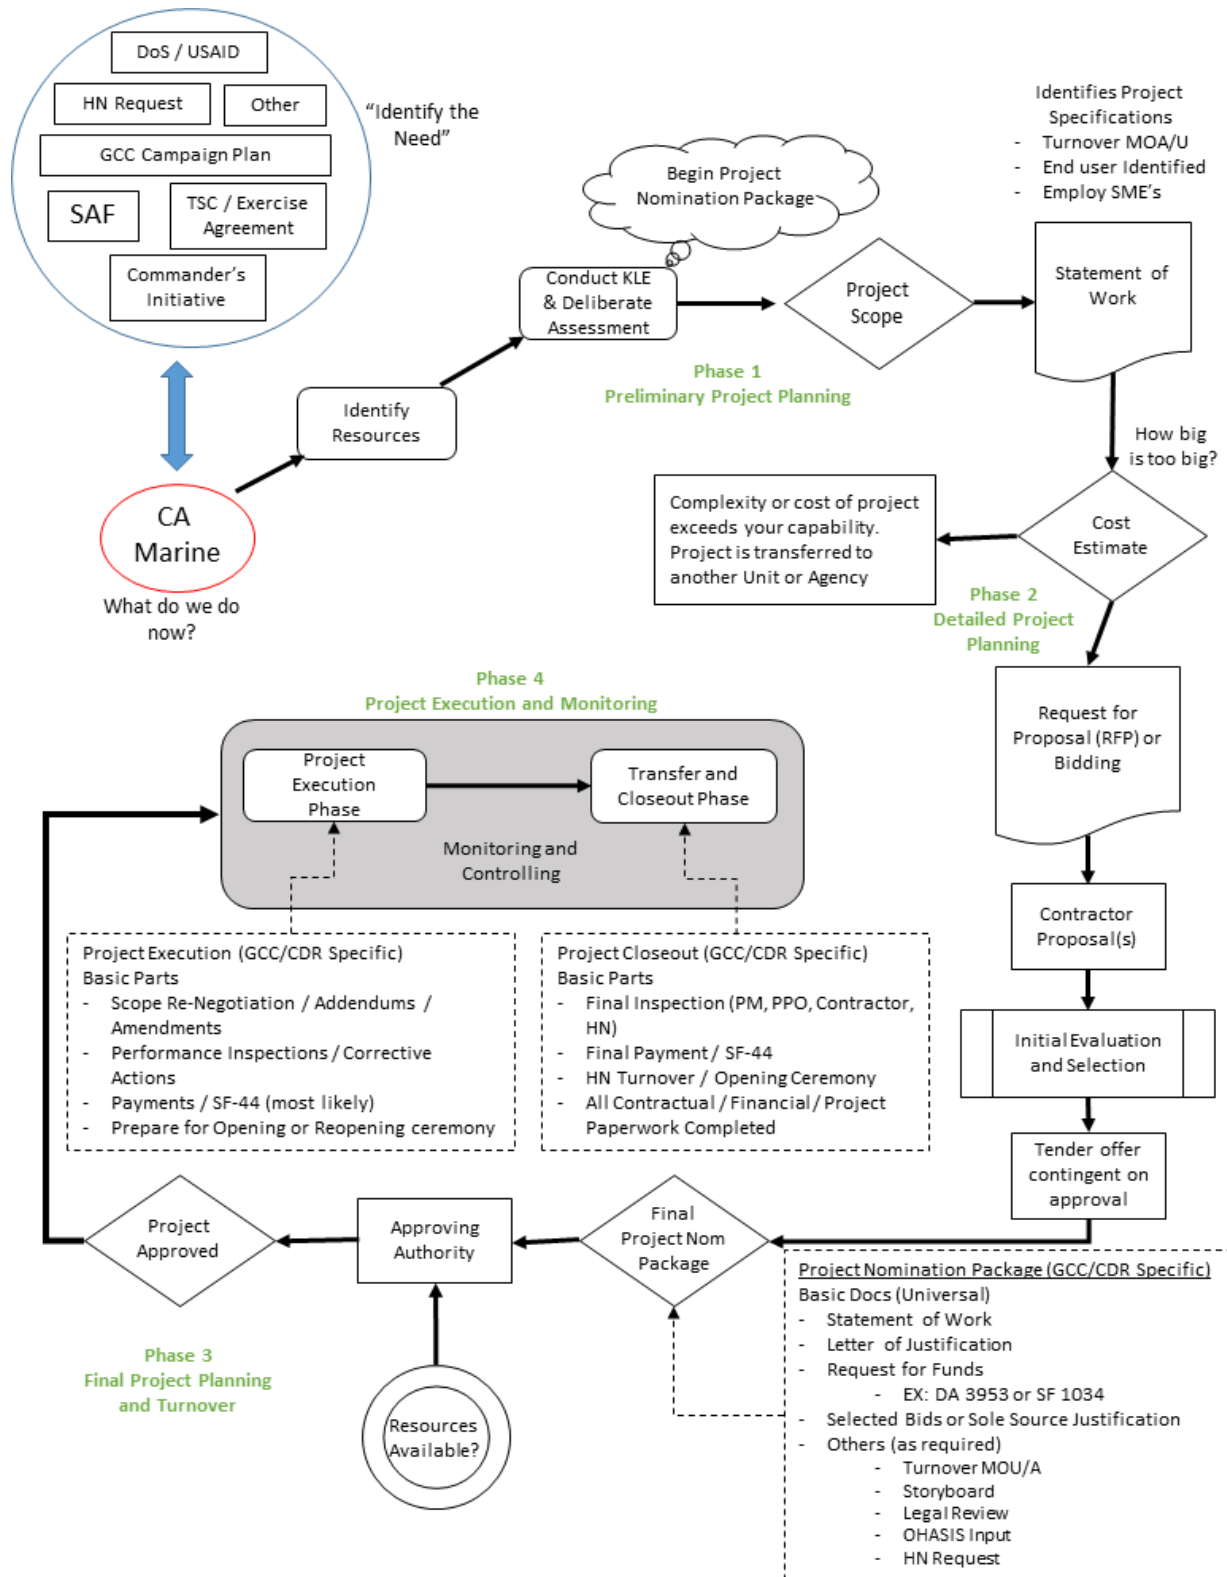 DoS / USAID
HN Request
Other
GCC Campaign Plan
SAF
TSC / Exercise
Agreement
Commander's
Initiative
"Identify the
Need"
CA
Marine
What do we do
now?
Identify
Resources
Conduct KLE
& Deliberate
Assessment
Begin Project
Nomination Package
Phase 1
Preliminary Project Planning
Project
Scope
Identifies Project
Specifications
- Turnover MOA/U
- End user Identified
- Employ SME's
Statement of
Work
How big
is too big?
Cost
Estimate
Complexity or cost of project
exceeds your capability.
Project is transferred to
another Unit or Agency
Phase 2
Detailed Project
Planning
Request for
Proposal (RFP) or
Bidding
Contractor
Proposal(s)
Initial Evaluation
and Selection
Tender offer
contingent on
approval
Phase 4
Project Execution and Monitoring
Project
Execution
Phase
Transfer and
Closeout Phase
Monitoring and
Controlling
Project Execution (GCC/CDR Specific)
Basic Parts
- Scope Re-Negotiation / Addendums /
Amendments
- Performance Inspections / Corrective
Actions
- Payments / SF-44 (most likely)
- Prepare for Opening or Reopening ceremony
Project Closeout (GCC/CDR Specific)
Basic Parts
- Final Inspection (PM, PPO, Contractor,
HN)
- Final Payment / SF-44
- HN Turnover / Opening Ceremony
- All Contractual / Financial / Project
Paperwork Completed
Project
Approved
Approving
Authority
Final
Project Nom
Package
Phase 3
Final Project Planning
and Turnover
Resources
Available?
Project Nomination Package (GCC/CDR Specific)
Basic Docs (Universal)
- Statement of Work
- Letter of Justification
- Request for Funds
- EX: DA 3953 or SF 1034
- Selected Bids or Sole Source Justification
- Others (as required)
- Turnover MOU/A
- Storyboard
- Legal Review
- OHASIS Input
- HN Request